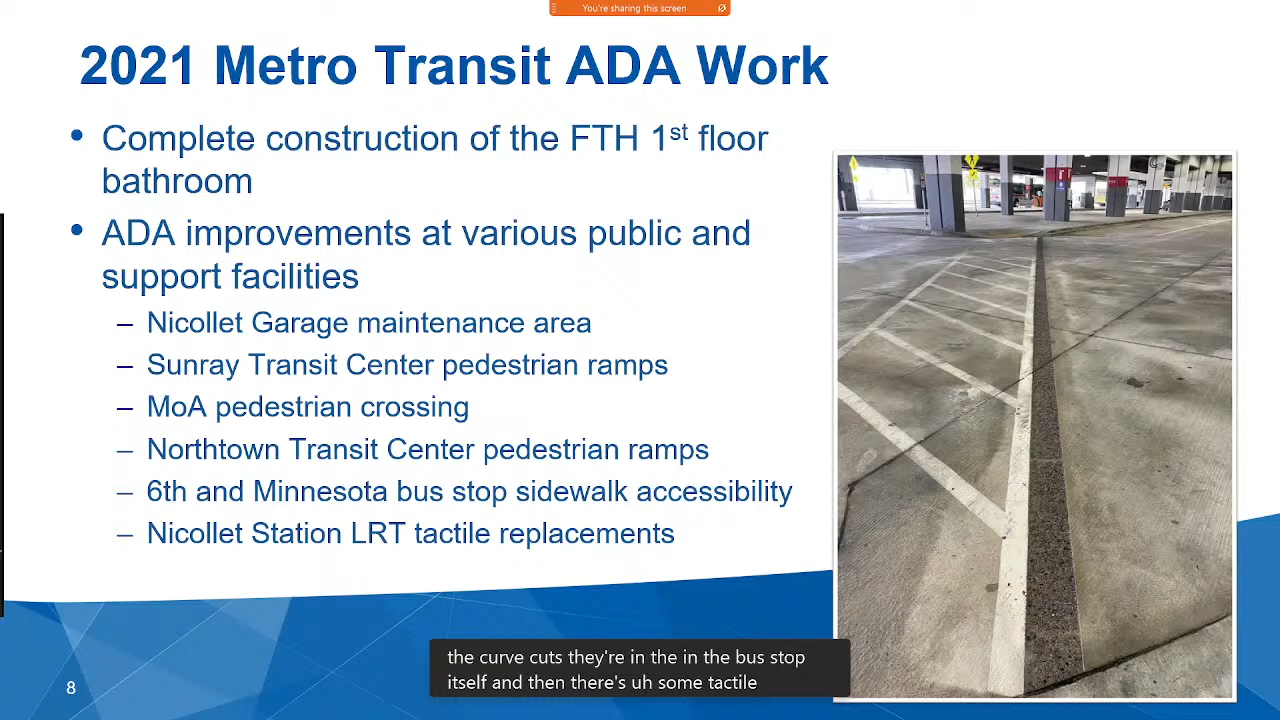 You're sharing this screen
2021 Metro Transit ADA Work
• Complete construction of the FTH 1st floor
bathroom
• ADA improvements at various public and
support facilities
– Nicollet Garage maintenance area
– Sunray Transit Center pedestrian ramps
– MoA pedestrian crossing
– Northtown Transit Center pedestrian ramps
– 6th and Minnesota bus stop sidewalk accessibility
– Nicollet Station LRT tactile replacements
the curve cuts they're in the in the bus stop
itself and then there's uh some tactile
8